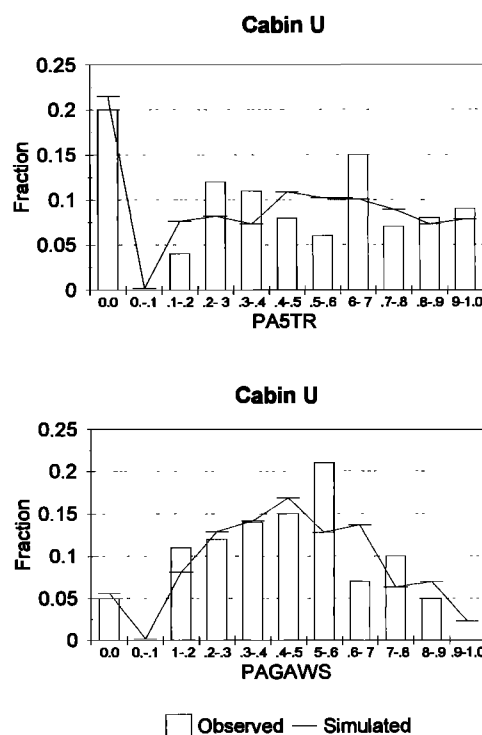 Cabin U
0.25
0.2
0.15
0.1
0.05
0
Fraction
0.0 0.-.1 .1-.2 .2- 3 .3-.4 .4-.5 .5-.6 6- 7 .7-.8 .8-.9 9-1.0
PA5TR
Cabin U
0.25
0.2
0.15
0.1
0.05
0
Fraction
0.0 0.-.1 1-.2 .2-.3 .3-.4 .4-.5 5-.6 .6- 7 7-.8 8-.9 .9-1.0
PAGAWS
Observed Simulated